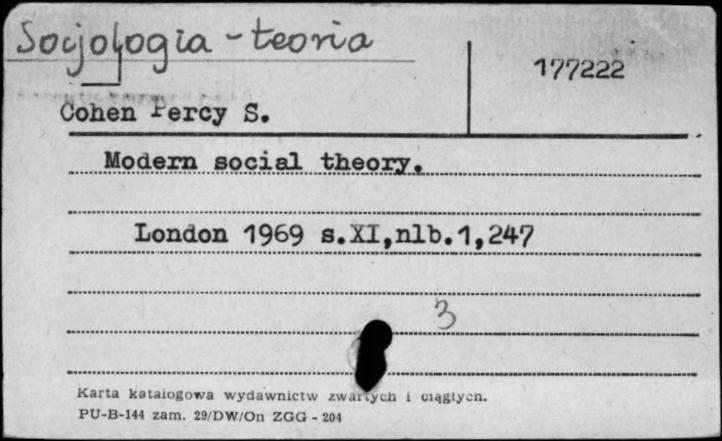 Socjologia - teoria
177222
Cohen Percy S.
Modern social theory.
London 1969 s.XI,nlb.1,247
3
Karta katalogowa wydawnictw zwartych i ciągłych.
PU-B-144 zam. 29/DW/On ZGG - 204